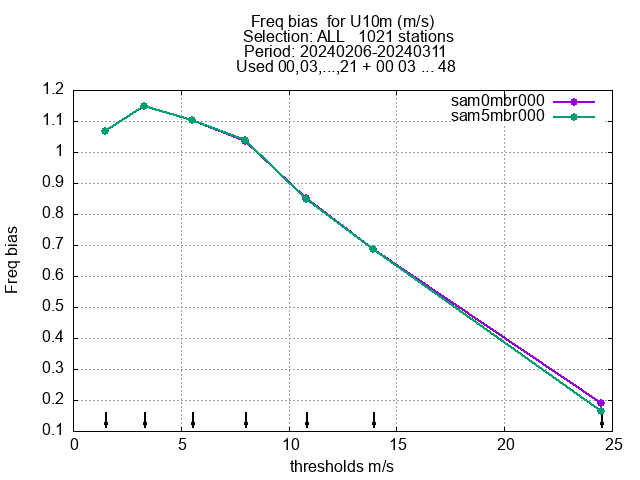 Freq bias  for U10m (m/s)
Selection: ALL   1021 stations
Period: 20240206-20240311
Used 00,03,...,21 + 00 03 ... 48
sam0mbr000
sam5mbr000
1.2
1.1
1
0.9
0.8
0.7
0.6
0.5
0.4
0.3
0.2
0.1
Freq bias
0 5 10 15 20 25
thresholds m/s